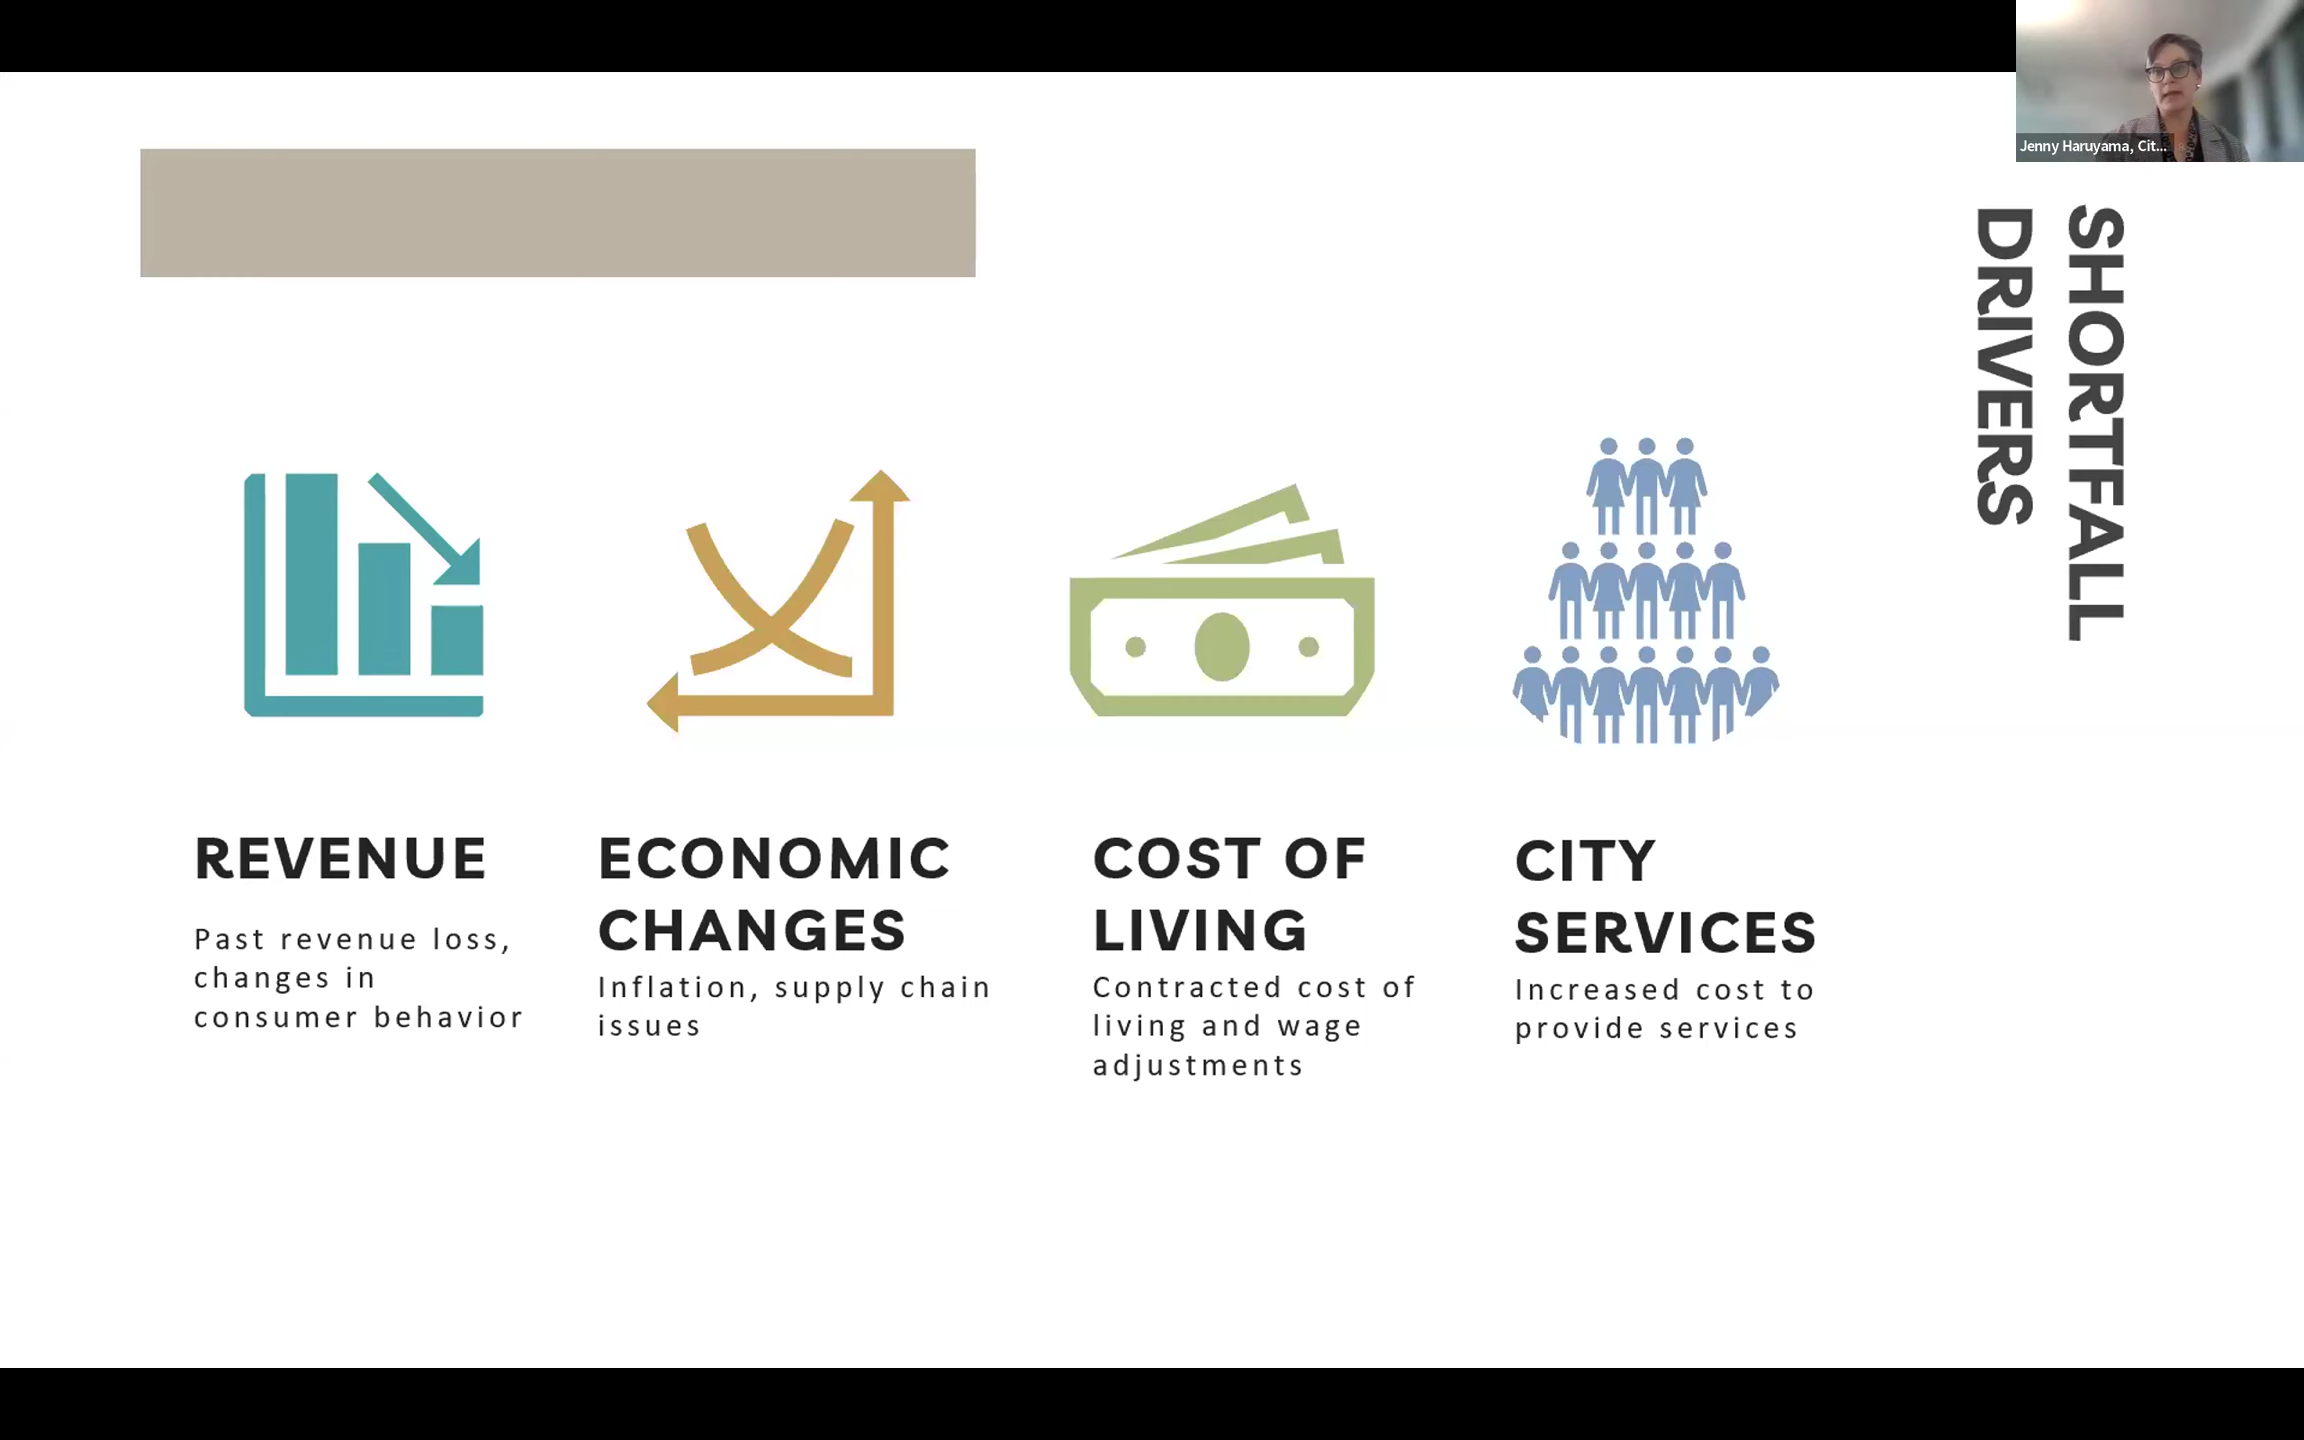 Jenny Haruyama, Cit...
SHORTFALL
DRIVERS
REVENUE
Past revenue loss,
changes in
consumer behavior
ECONOMIC
CHANGES
Inflation, supply chain
issues
COST OF
LIVING
Contracted cost of
living and wage
adjustments
CITY
SERVICES
Increased cost to
provide services